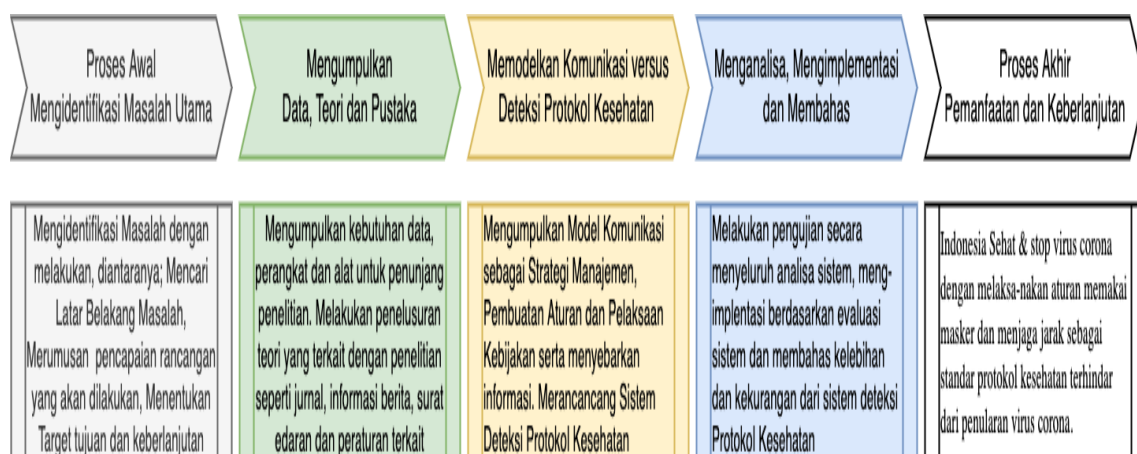 Proses Awal
Mengidentifikasi Masalah Utama
Mengumpulkan
Data, Teori dan Pustaka
Memodelkan Komunikasi versus
Deteksi Protokol Kesehatan
Menganalisa, Mengimplementasi
dan Membahas
Proses Akhir
Pemanfaatan dan Keberlanjutan
Mengidentifikasi Masalah dengan
melakukan, diantaranya; Mencari
Latar Belakang Masalah,
Merumusan pencapaian rancangan
yang akan dilakukan, Menentukan
Target tujuan dan keberlanjutan
Mengumpulkan kebutuhan data,
perangkat dan alat untuk penunjang
penelitian. Melakukan penelusuran
teori yang terkait dengan penelitian
seperti jurnal, informasi berita, surat
edaran dan peraturan terkait
Mengumpulkan Model Komunikasi
sebagai Strategi Manajemen,
Pembuatan Aturan dan Pelaksaan
Kebijakan serta menyebarkan
informasi. Merancancang Sistem
Deteksi Protokol Kesehatan
Melakukan pengujian secara
menyeluruh analisa sistem, meng-
implentasi berdasarkan evaluasi
sistem dan membahas kelebihan
dan kekurangan dari sistem deteksi
Protokol Kesehatan
Indonesia Sehat & stop virus corona
dengan melaksa-nakan aturan memakai
masker dan menjaga jarak sebagai
standar protokol kesehatan terhindar
dari penularan virus corona.